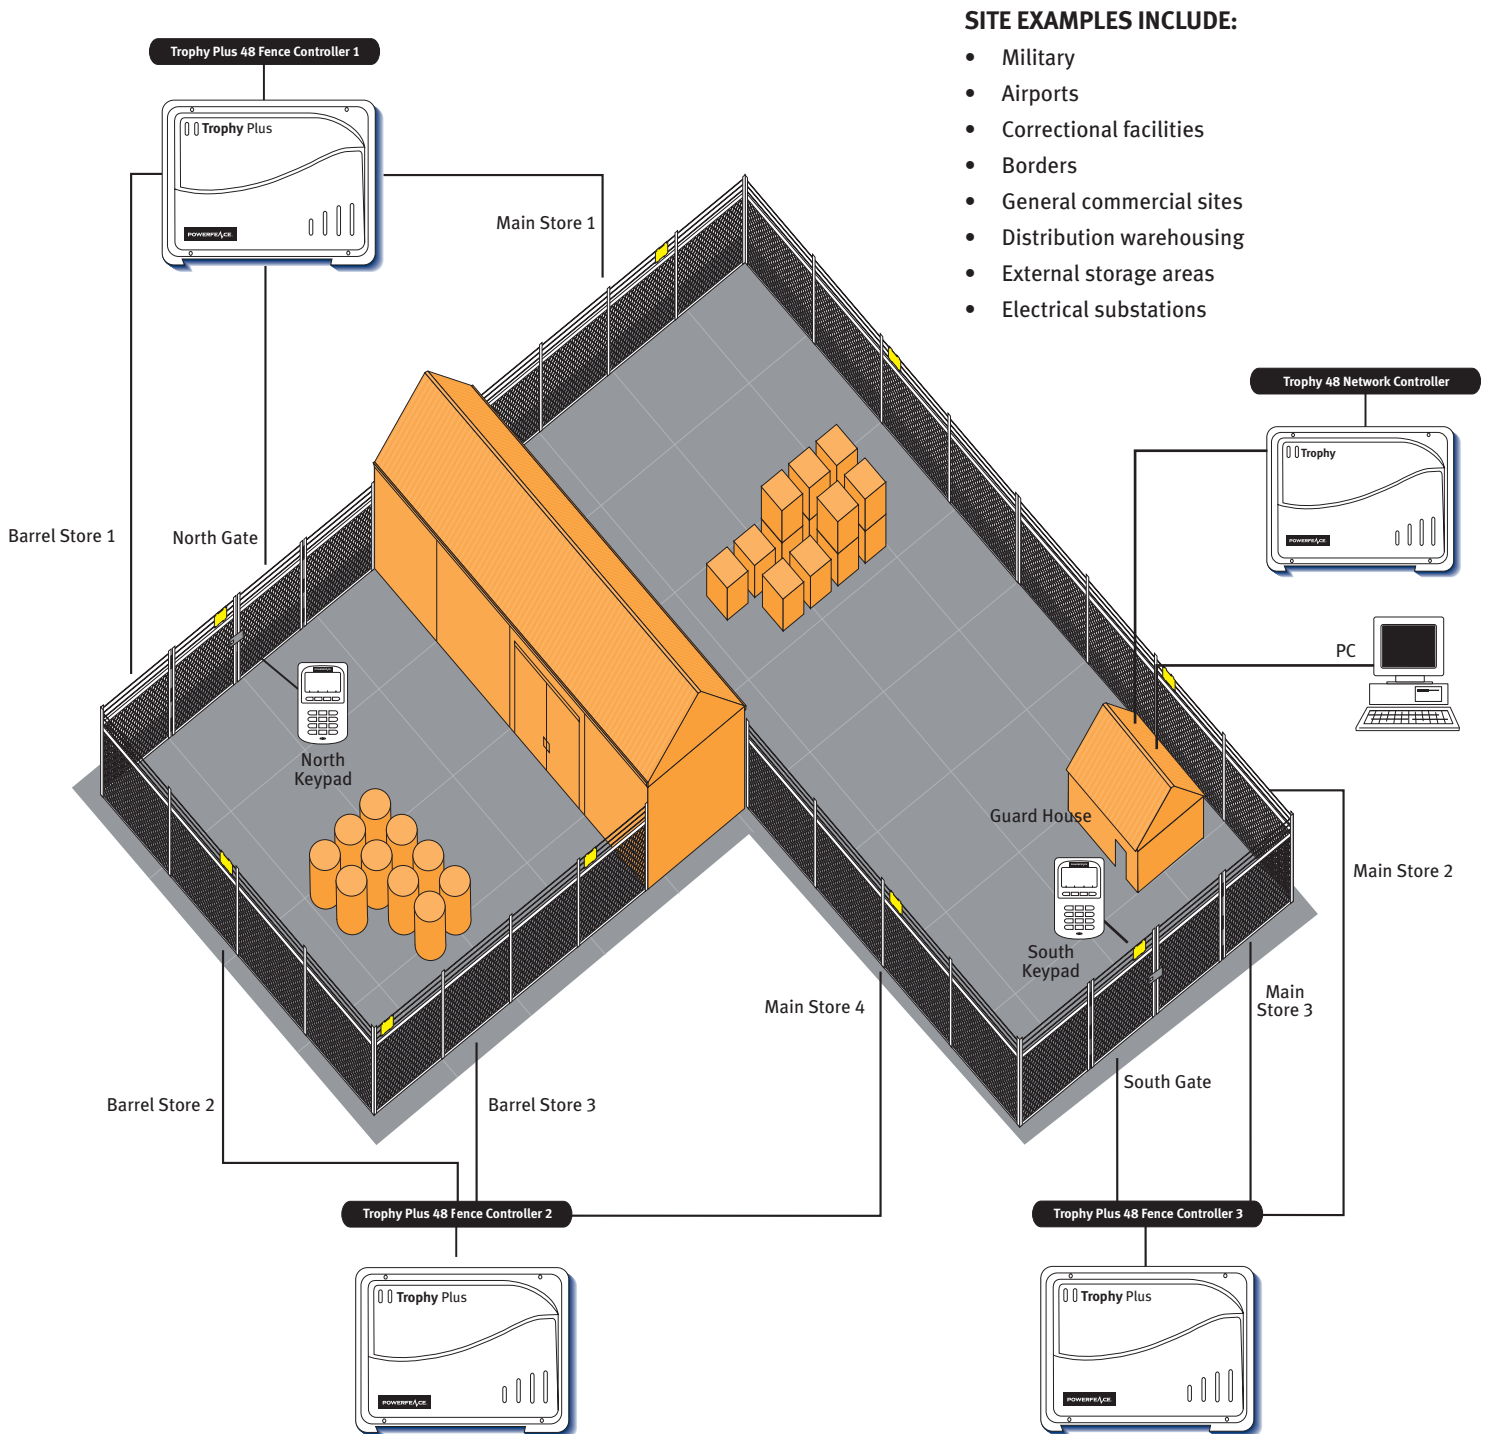 SITE EXAMPLES INCLUDE:
• Military
• Airports
• Correctional facilities
• Borders
• General commercial sites
• Distribution warehousing
• External storage areas
• Electrical substations
Trophy Plus 48 Fence Controller 1
Trophy Plus
POWERFENCE
Main Store 1
Barrel Store 1
North Gate
Trophy 48 Network Controller
Trophy
POWERFENCE
PC
North
Keypad
Guard House
South
Keypad
Main Store 2
Main
Store 3
Main Store 4
South Gate
Barrel Store 2
Barrel Store 3
Trophy Plus 48 Fence Controller 2
Trophy Plus
POWERFENCE
Trophy Plus 48 Fence Controller 3
Trophy Plus
POWERFENCE